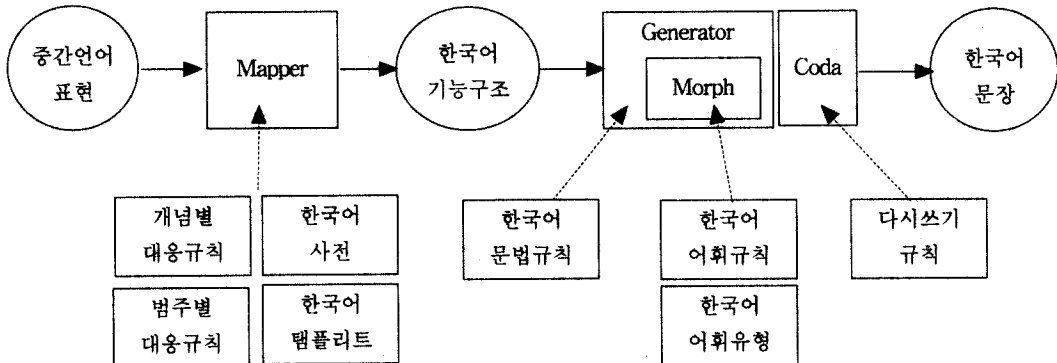 중간언어
표현
Mapper
한국어
기능구조
Generator
Morph
Coda
한국어
문장
개념별
대응규칙
한국어
사전
범주별
대응규칙
한국어
탬플리트
한국어
문법규칙
한국어
어휘규칙
한국어
어휘유형
다시쓰기
규칙